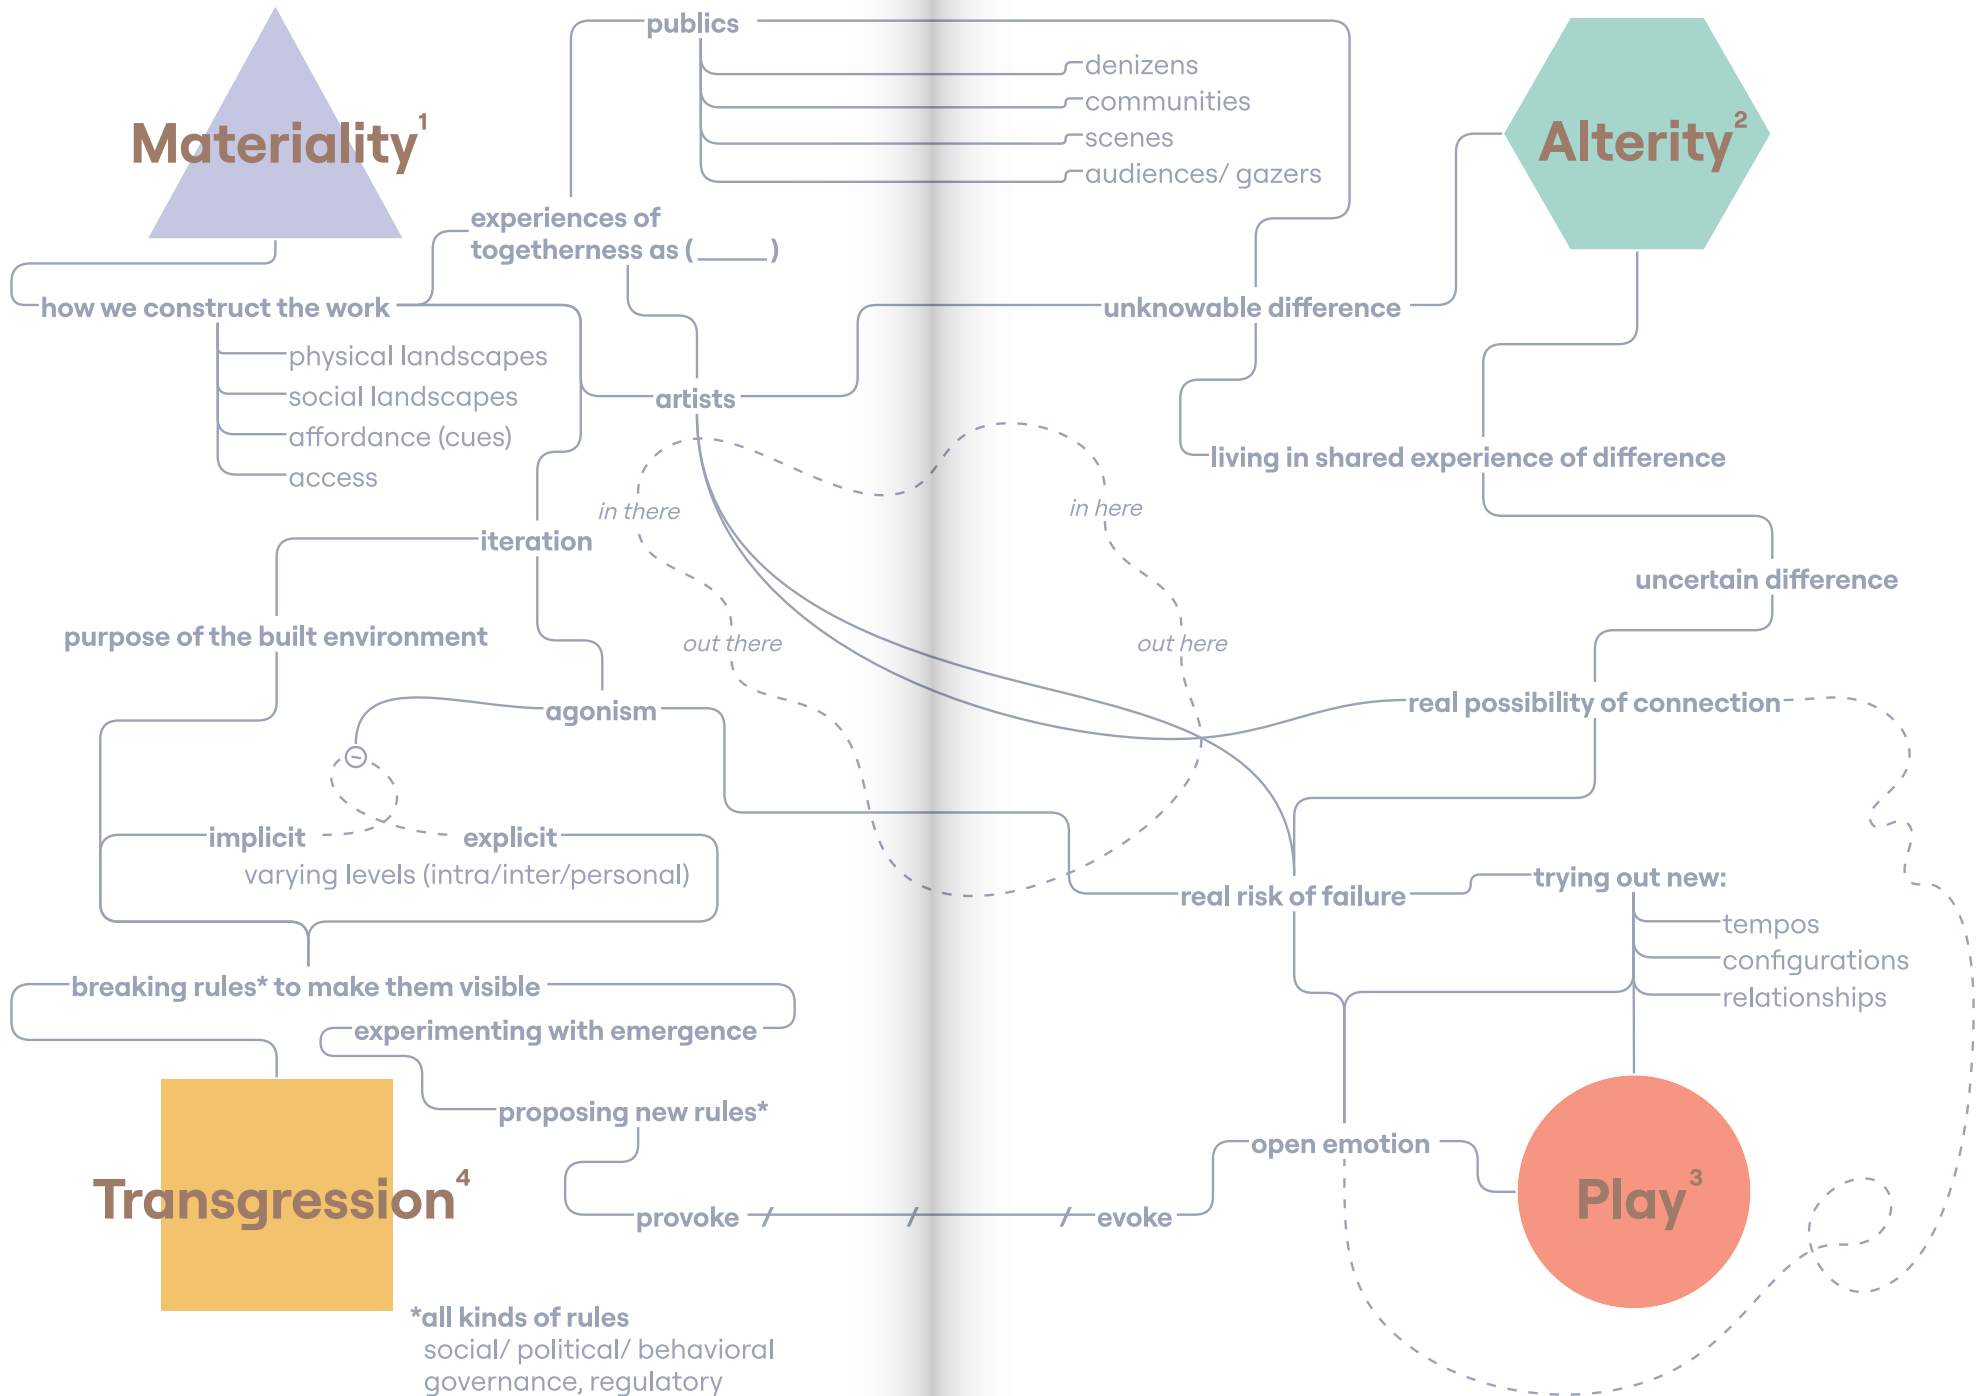 publics
denizens
communities
scenes
audiences/ gazers
Materiality¹
Alterity²
experiences of
togetherness as (_____)
how we construct the work
physical landscapes
social landscapes
affordance (cues)
access
unknowable difference
artists
living in shared experience of difference
in there
in here
iteration
uncertain difference
purpose of the built environment
out there
out here
agonism
real possibility of connection
implicit
explicit
varying levels (intra/inter/personal)
real risk of failure
trying out new:
tempos
configurations
relationships
breaking rules* to make them visible
experimenting with emergence
proposing new rules*
open emotion
Transgression⁴
Play³
provoke /
/
/ evoke
*all kinds of rules
social/ political/ behavioral
governance, regulatory